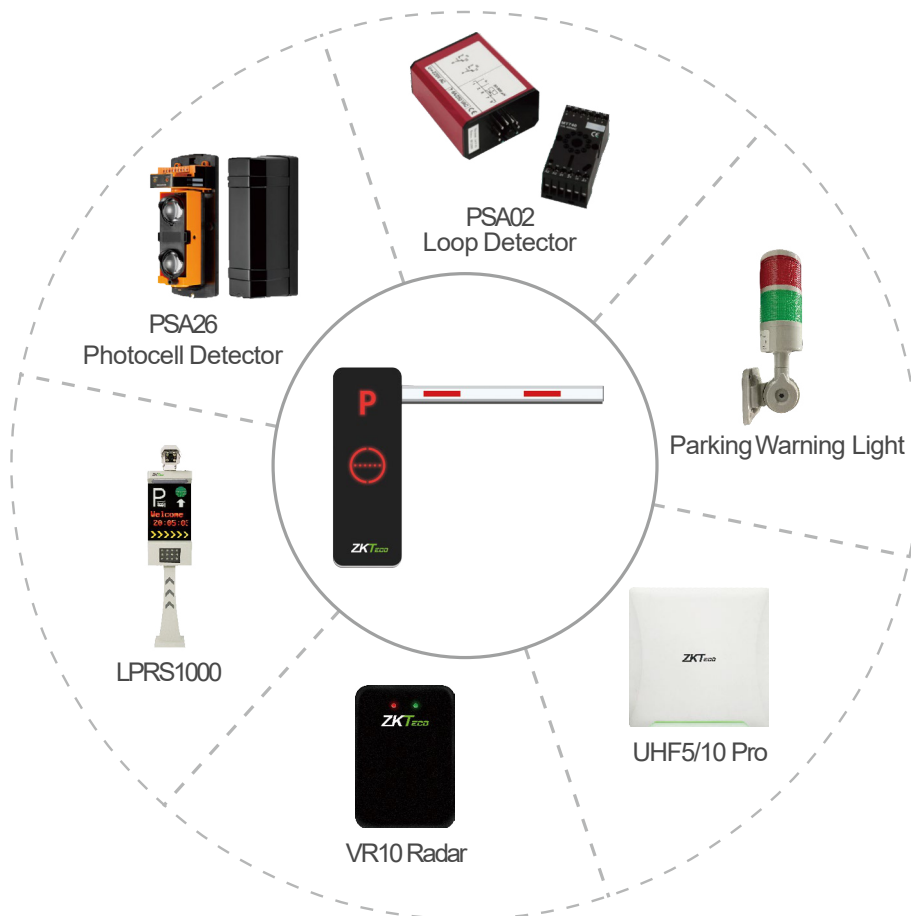 PSA02
Loop Detector
PSA26
Photocell Detector
Parking Warning Light
P
ZKTECO
P
Welcome
20:05:0
LPRS1000
ZKTECO
UHF5/10 Pro
ZKTECO
VR10 Radar